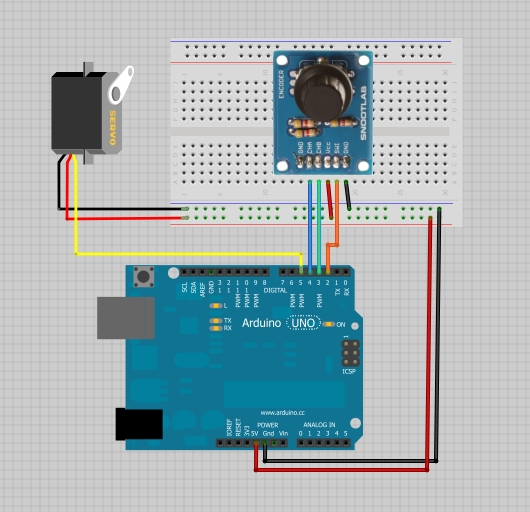 SERVO
ENCODER
SNOOTLAB
GND
CHA
CHB
Vcc
SW
GND
SCL
SDA
AREF
GND
13
12
11 PWM
10 PWM
9 PWM
8
DIGITAL
7
6 PWM
5 PWM
4
3 PWM
2
1 TX
0 RX
L
TX
RX
Arduino UNO
ON
1
ICSP
www.arduino.cc
POWER
ANALOG IN
IOREF
RESET
3V3
5V
Gnd
Vin
0 1 2 3 4 5